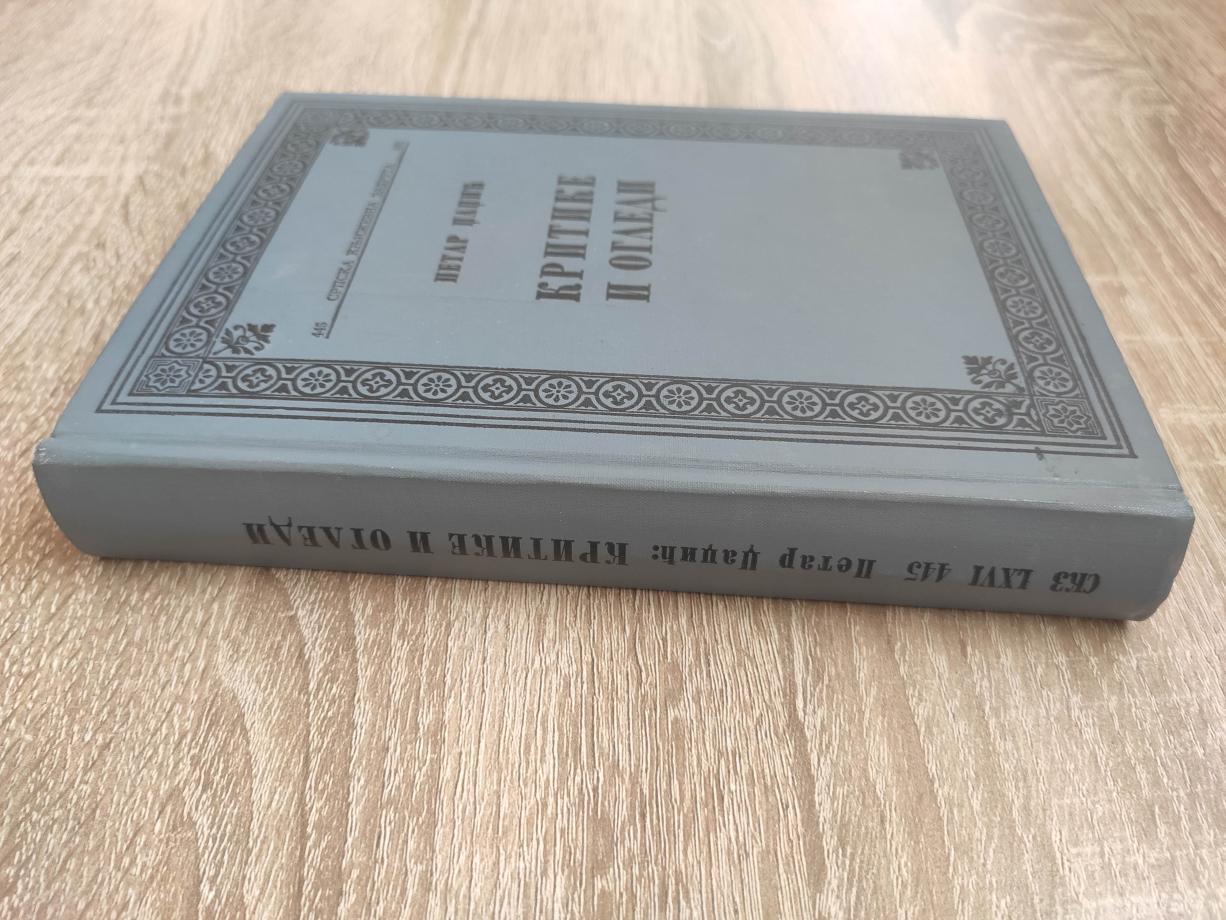 445 СРПСКА КЊИЖЕВНА ЗАДРУГА
ПЕТАР ЏАЏИЋ
КРИТИКЕ
И ОГЛЕДИ
СКЗ LXVI 445 Петар Џаџић: КРИТИКЕ И ОГЛЕДИ